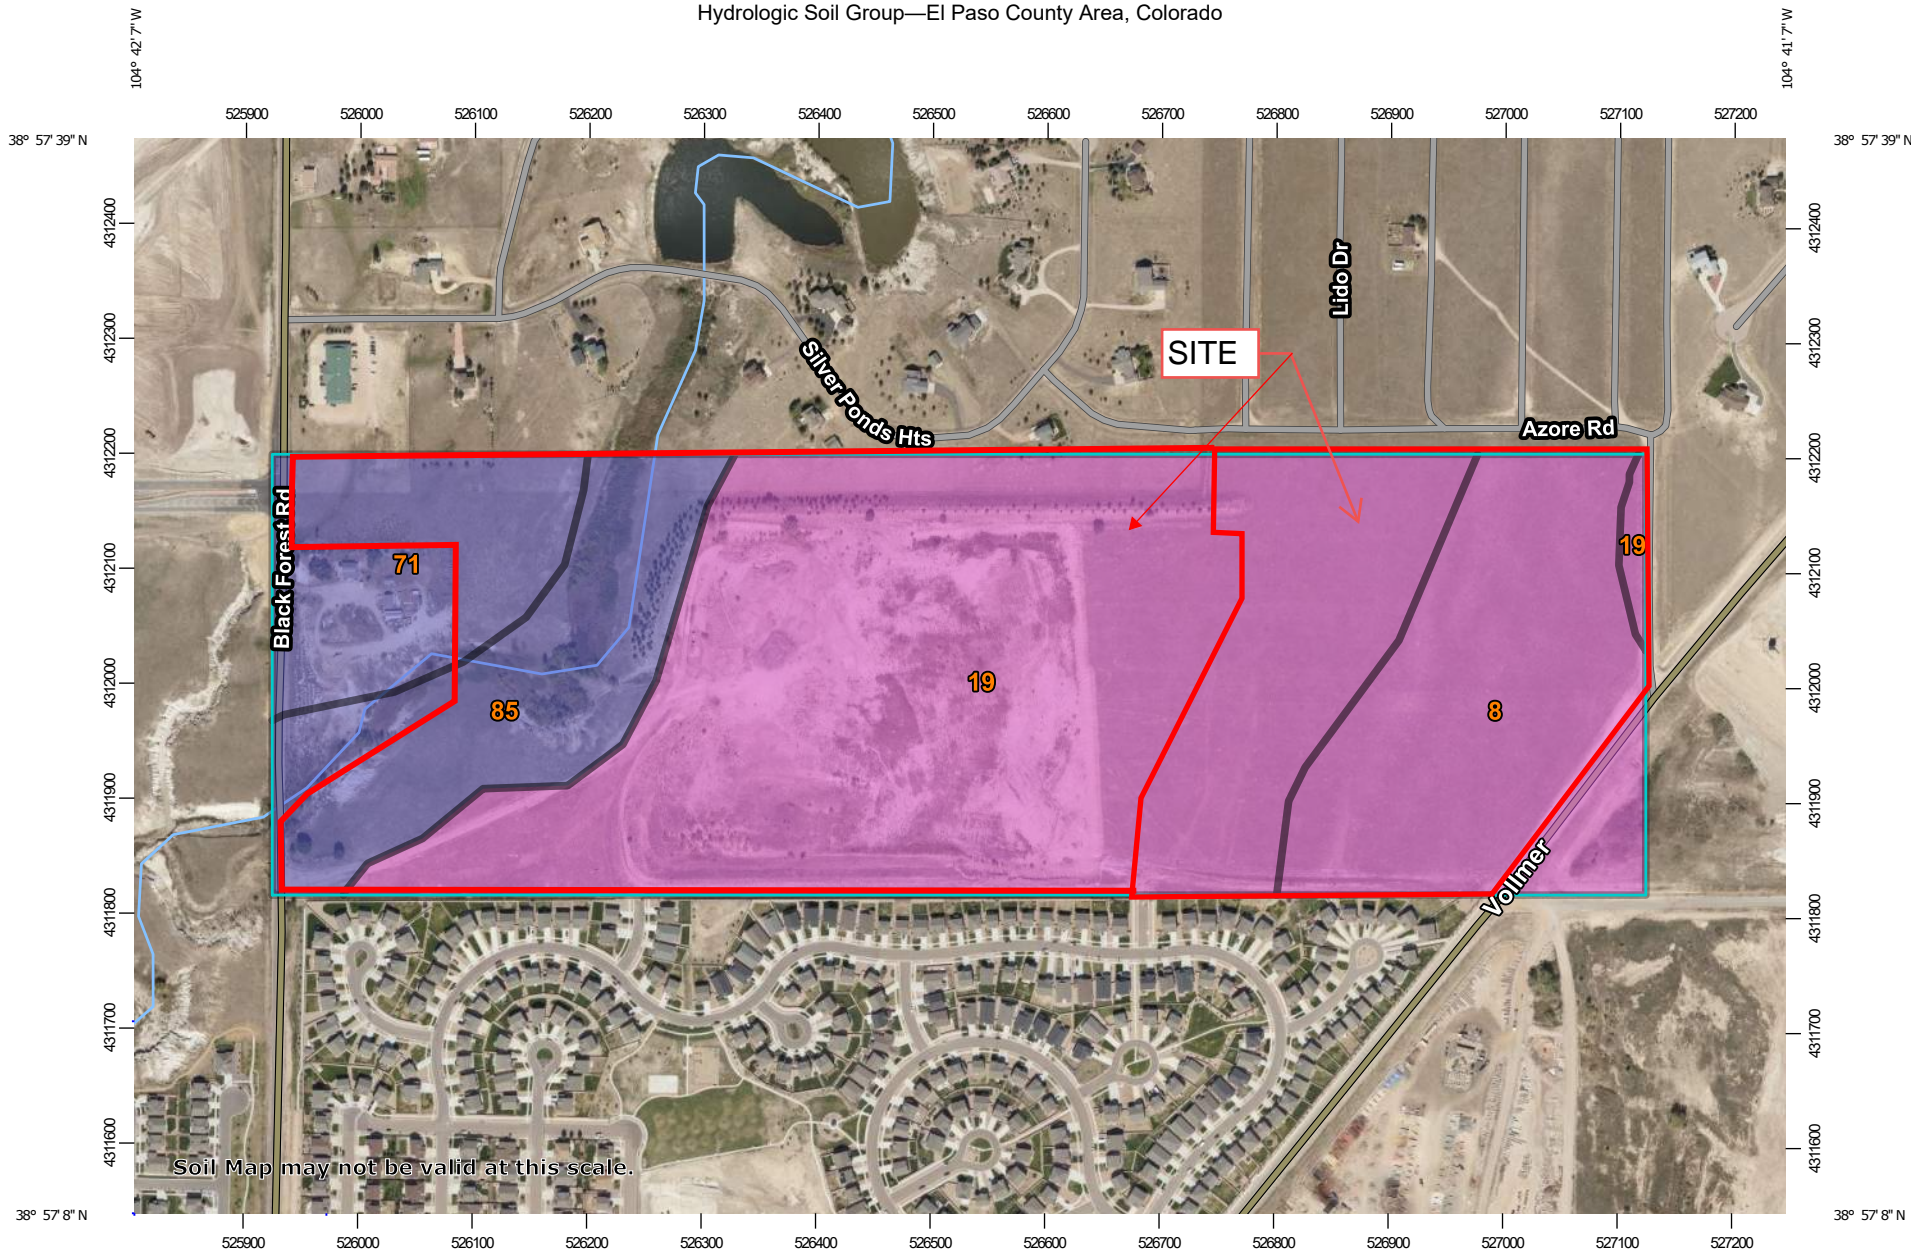 Hydrologic Soil Group—El Paso County Area, Colorado
104° 42' 7'' W
104° 41' 7'' W
525900 526000 526100 526200 526300 526400 526500 526600 526700 526800 526900 527000 527100 527200
38° 57' 39'' N
38° 57' 39'' N
4312400
4312400
Lido Dr
4312300
4312300
SITE
Silver Ponds Hts
Azore Rd
4312200
4312200
Black Forest Rd
19
71
4312100
4312100
4312000
4312000
19
85
8
4311900
4311900
Vollmer
4311800
4311800
4311700
4311700
4311600
4311600
Soil Map may not be valid at this scale.
38° 57' 8'' N
38° 57' 8'' N
525900 526000 526100 526200 526300 526400 526500 526600 526700 526800 526900 527000 527100 527200